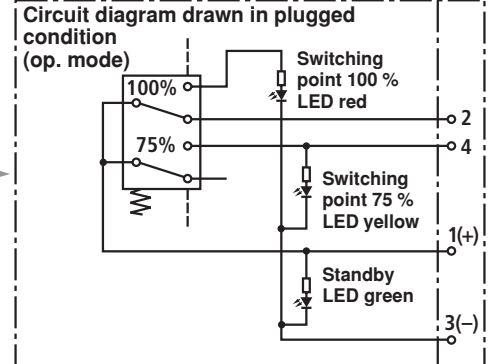 Circuit diagram drawn in plugged
condition
(op. mode)
100%
75%
Switching
point 100 %
LED red
2
4
Switching
point 75 %
LED yellow
1(+)
Standby
LED green
3(−)